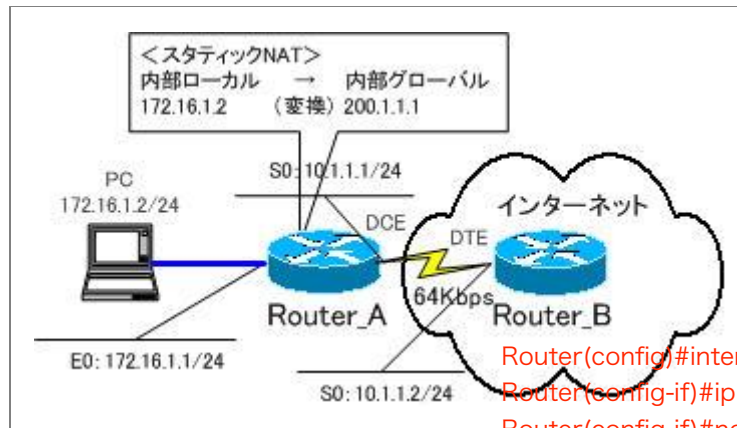 ＜スタティックNAT＞
内部ローカル → 内部グローバル
172.16.1.2 （変換） 200.1.1.1
S0：10.1.1.1/24
PC
172.16.1.2/24
インターネット
DCE
DTE
64Kbps
Router_A
Router_B
E0：172.16.1.1/24
S0：10.1.1.2/24
Router(config)#inter
Router(config-if)#ip